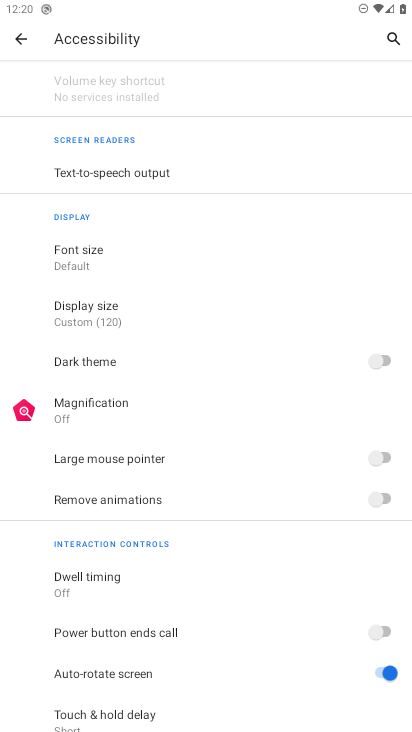 12:20
Accessibility
Volume key shortcut
No services installed
SCREEN READERS
Text-to-speech output
DISPLAY
Font size
Default
Display size
Custom (120)
Dark theme
Magnification
Off
Large mouse pointer
Remove animations
INTERACTION CONTROLS
Dwell timing
Off
Power button ends call
Auto-rotate screen
Touch & hold delay
Short